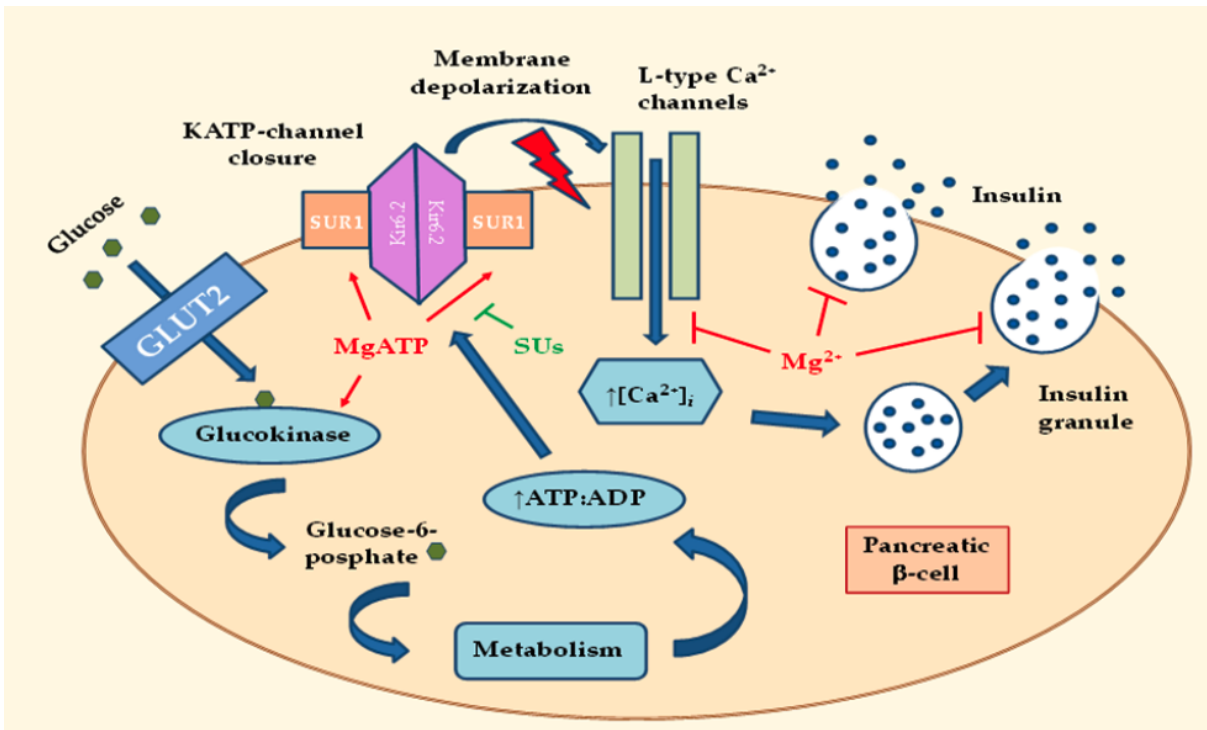 Membrane
depolarization
L-type Ca²⁺
channels
KATP-channel
closure
Glucose
SUR1
Kir6.2
Kir6.2
SUR1
Insulin
GLUT2
MgATP
SUs
Mg²⁺
↑[Ca²⁺]ᵢ
Insulin
granule
Glucokinase
↑ATP:ADP
Glucose-6-
posphate
Pancreatic
β-cell
Metabolism